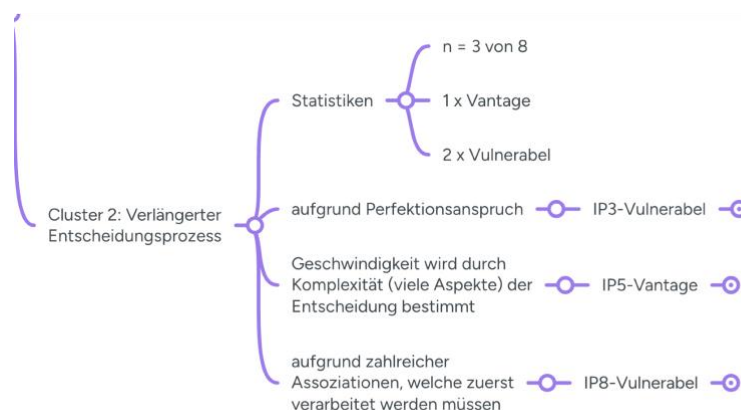 n = 3 von 8
Statistiken
1 x Vantage
2 x Vulnerabel
Cluster 2: Verlängerter
Entscheidungsprozess
aufgrund Perfektionsanspruch
IP3-Vulnerabel
Geschwindigkeit wird durch
Komplexität (viele Aspekte) der
Entscheidung bestimmt
IP5-Vantage
aufgrund zahlreicher
Assoziationen, welche zuerst
verarbeitet werden müssen
IP8-Vulnerabel